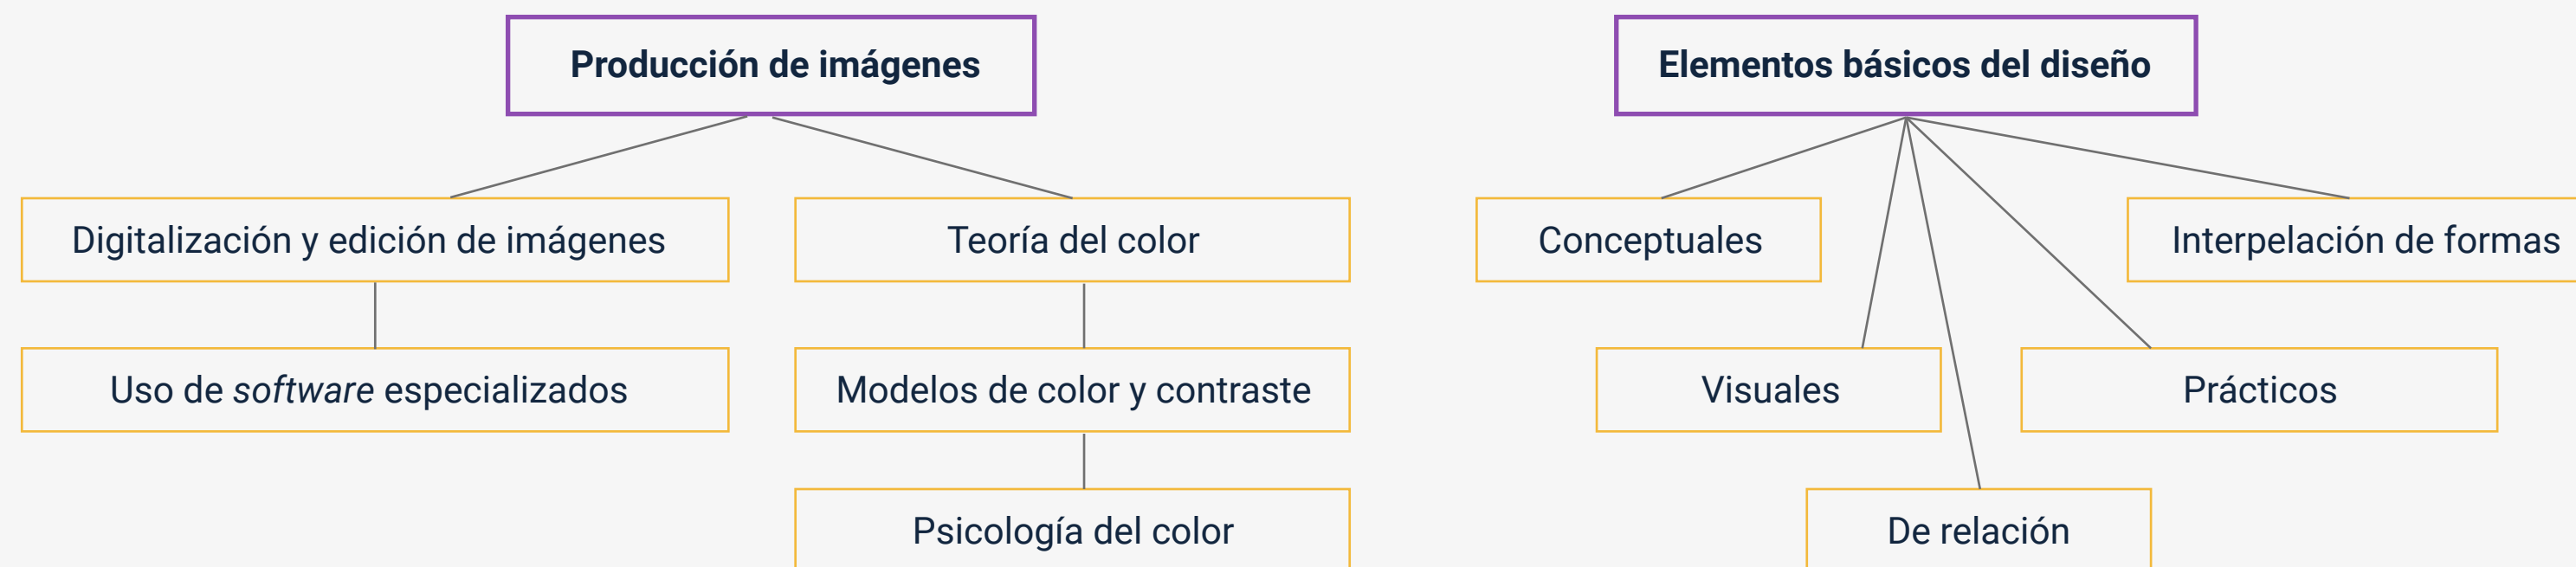 Producción de imágenes
Elementos básicos del diseño
Digitalización y edición de imágenes
Teoría del color
Conceptuales
Interpelación de formas
Uso de software especializados
Modelos de color y contraste
Visuales
Prácticos
Psicología del color
De relación